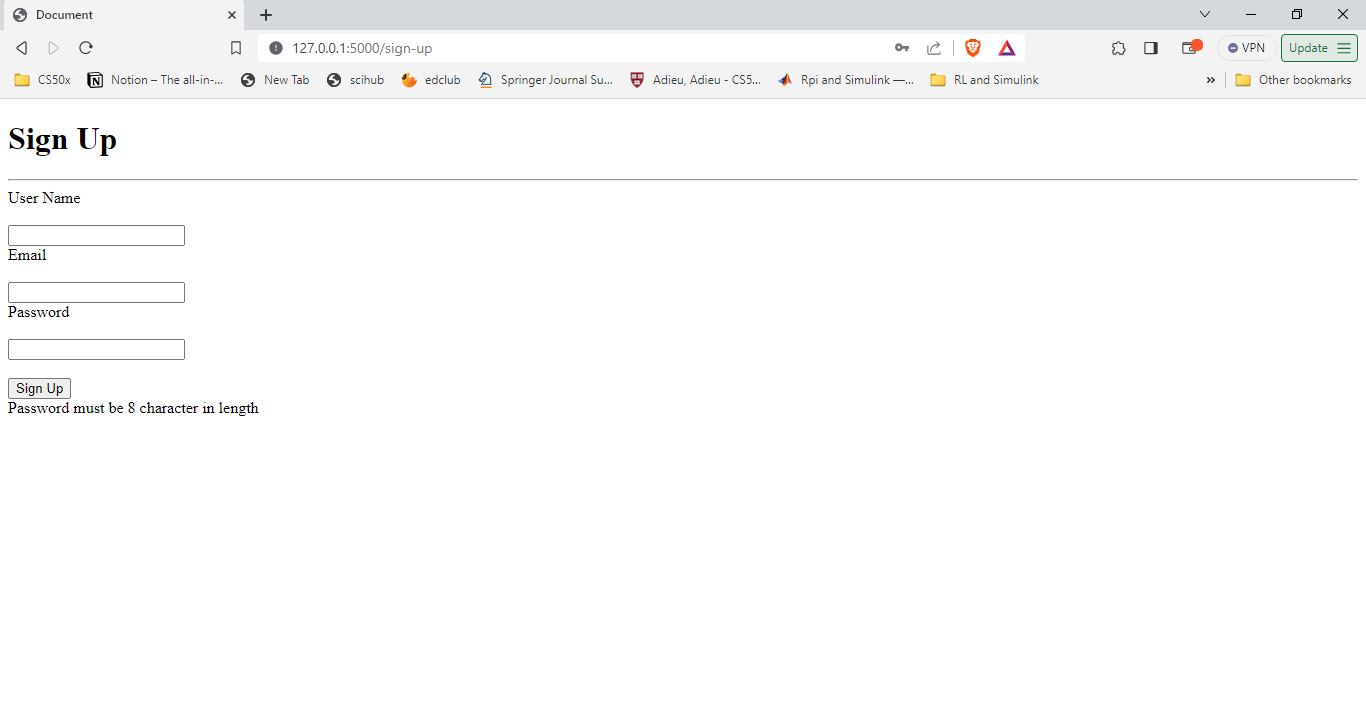 Document
127.0.0.1:5000/sign-up
VPN
Update
CS50x
Notion – The all-in-...
New Tab
scihub
edclub
Springer Journal Su...
Adieu, Adieu - CS5...
Rpi and Simulink —...
RL and Simulink
»
Other bookmarks
Sign Up
User Name
Email
Password
Sign Up
Password must be 8 character in length